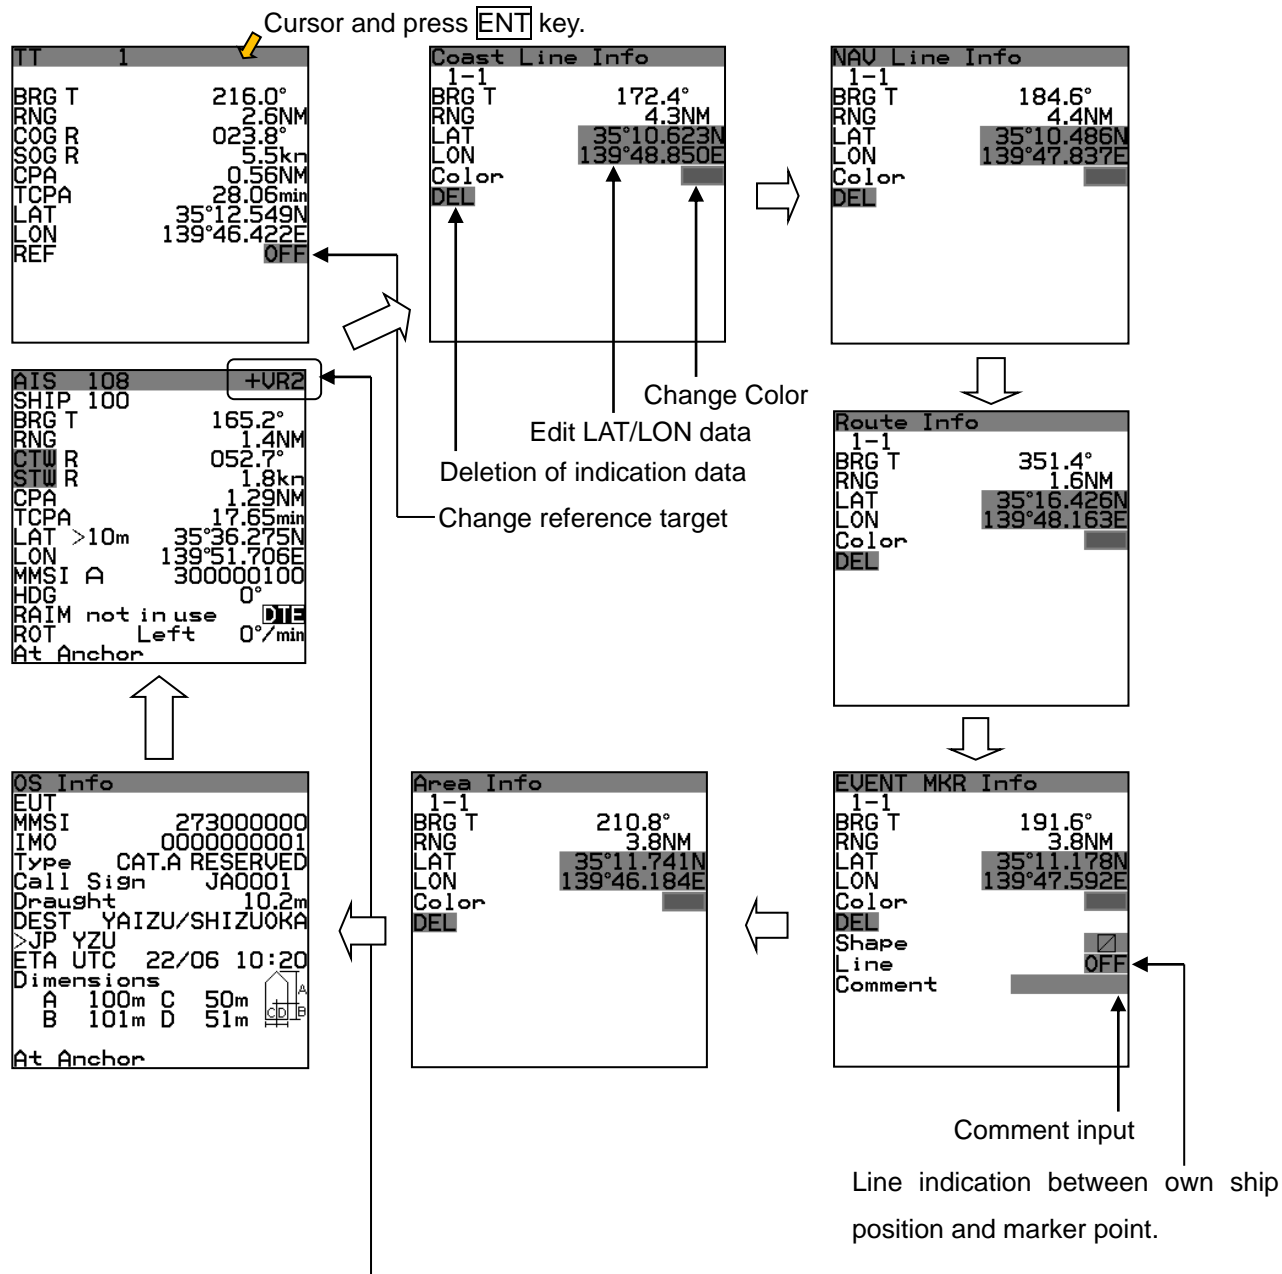 Cursor and press ENT key.
TT 1
BRG T 216.0°
RNG 2.6NM
COG R 023.8°
SOG R 5.5kn
CPA 0.56NM
TCPA 28.06min
LAT 35°12.549N
LON 139°46.422E
REF OFF
Coast Line Info
1-1
BRG T 172.4°
RNG 4.3NM
LAT 35°10.623N
LON 139°48.850E
Color
DEL
NAV Line Info
1-1
BRG T 184.6°
RNG 4.4NM
LAT 35°10.486N
LON 139°47.837E
Color
DEL
Change Color
Edit LAT/LON data
Deletion of indication data
Change reference target
AIS 108 +VR2
SHIP 100
BRG T 165.2°
RNG 1.4NM
CTW R 052.7°
STW R 1.8kn
CPA 1.29NM
TCPA 17.65min
LAT >10m 35°36.275N
LON 139°51.706E
MMSI A 300000100
HDG 0°
RAIM not in use DTE
ROT Left 0°/min
At Anchor
Route Info
1-1
BRG T 351.4°
RNG 1.6NM
LAT 35°16.426N
LON 139°48.163E
Color
DEL
OS Info
EUT
MMSI 273000000
IMO 0000000001
Type CAT.A RESERVED
Call Sign JA0001
Draught 10.2m
DEST YAIZU/SHIZUOKA
>JP YZU
ETA UTC 22/06 10:20
Dimensions
A 100m C 50m
B 101m D 51m
A
B
C D
At Anchor
Area Info
1-1
BRG T 210.8°
RNG 3.8NM
LAT 35°11.741N
LON 139°46.184E
Color
DEL
EVENT MKR Info
1-1
BRG T 191.6°
RNG 3.8NM
LAT 35°11.178N
LON 139°47.592E
Color
DEL
Shape
Line OFF
Comment
Comment input
Line indication between own ship
position and marker point.